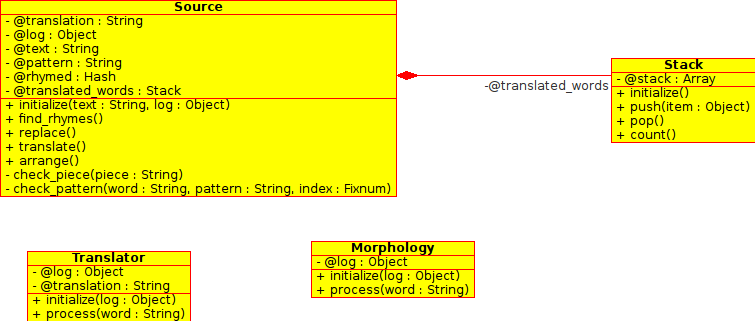 Source
- @translation : String
- @log : Object
- @text : String
- @pattern : String
- @rhymed : Hash
- @translated_words : Stack
+ initialize(text : String, log : Object)
+ find_rhymes()
+ replace()
+ translate()
+ arrange()
- check_piece(piece : String)
- check_pattern(word : String, pattern : String, index : Fixnum)
-@translated_words
Stack
- @stack : Array
+ initialize()
+ push(item : Object)
+ pop()
+ count()
Translator
- @log : Object
- @translation : String
+ initialize(log : Object)
+ process(word : String)
Morphology
- @log : Object
+ initialize(log : Object)
+ process(word : String)